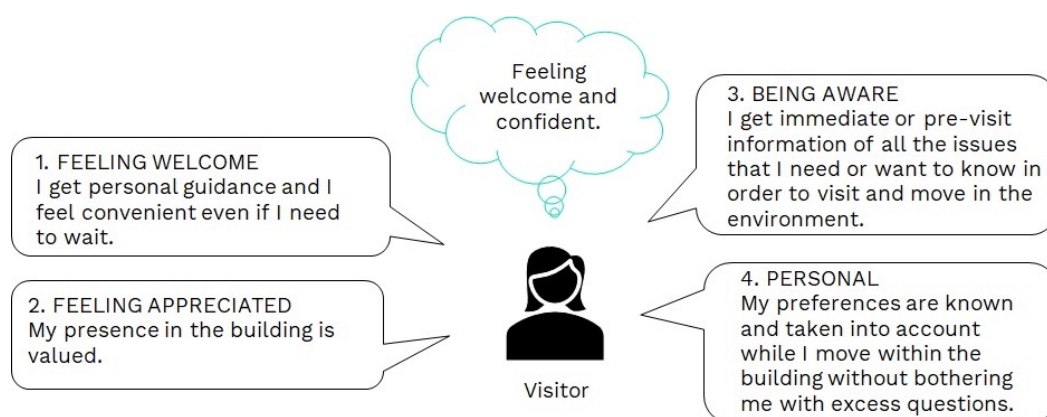 Feeling
welcome and
confident.
1. FEELING WELCOME
I get personal guidance and I
feel convenient even if I need
to wait.
2. FEELING APPRECIATED
My presence in the building is
valued.
3. BEING AWARE
I get immediate or pre-visit
information of all the issues
that I need or want to know in
order to visit and move in the
environment.
4. PERSONAL
My preferences are known
and taken into account
while I move within the
building without bothering
me with excess questions.
Visitor